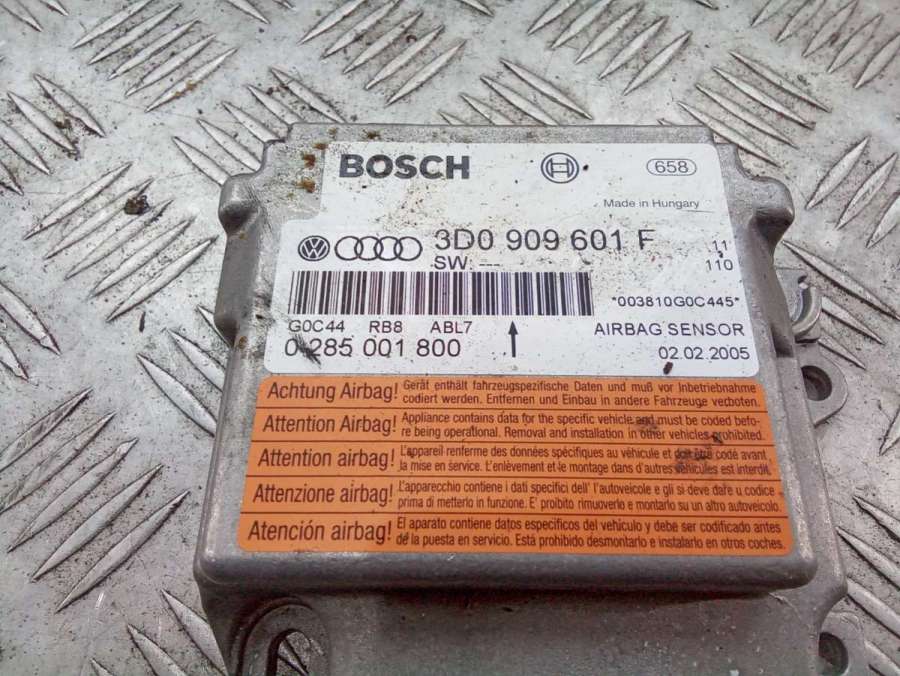 BOSCH
658
Made in Hungary
3D0 909 601 F
11
SW. ---
110
*003810G0C445*
G0C44 RB8 ABL7
AIRBAG SENSOR
0 285 001 800
02.02.2005
Achtung Airbag! Gerät enthält fahrzeugspezifische Daten und muß vor Inbetriebnahme
codiert werden. Entfernen und Einbau in andere Fahrzeuge verboten.
Attention Airbag! Appliance contains data for the specific vehicle and must be coded befo-
re being operational. Removal and installation in other vehicles prohibited.
Attention airbag! L'appareil renferme des données spécifiques au véhicule et doit être codé avant
la mise en service. L'enlèvement et le montage dans d'autres véhicules est interdit.
Attenzione airbag! L'apparecchio contiene i dati specifici dell' l'autoveicolo e gli si deve dare u codice
prima di metterlo in funzione. E' proibito rimuoverlo e montarlo su un altro autoveicolo.
Atención airbag! El aparato contiene datos especificos del vehículo y debe ser codificado antes
de la puesta en servicio. Está prohibido desmontarlo e instalarlo en otros coches.